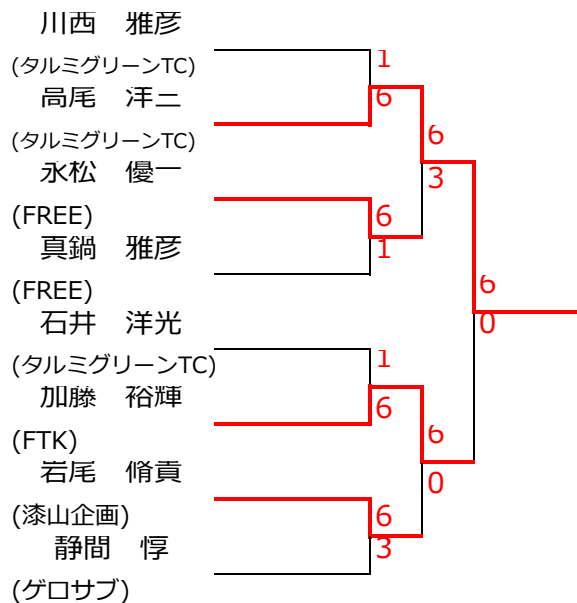 川西　雅彦
(タルミグリーンTC)
高尾　洋三
(タルミグリーンTC)
永松　優一
(FREE)
真鍋　雅彦
(FREE)
石井　洋光
(タルミグリーンTC)
加藤　裕輝
(FTK)
岩尾　脩貴
(漆山企画)
静間　惇
(ゲロサブ)
1
6
6
1
1
6
6
3
6
3
6
0
6
0